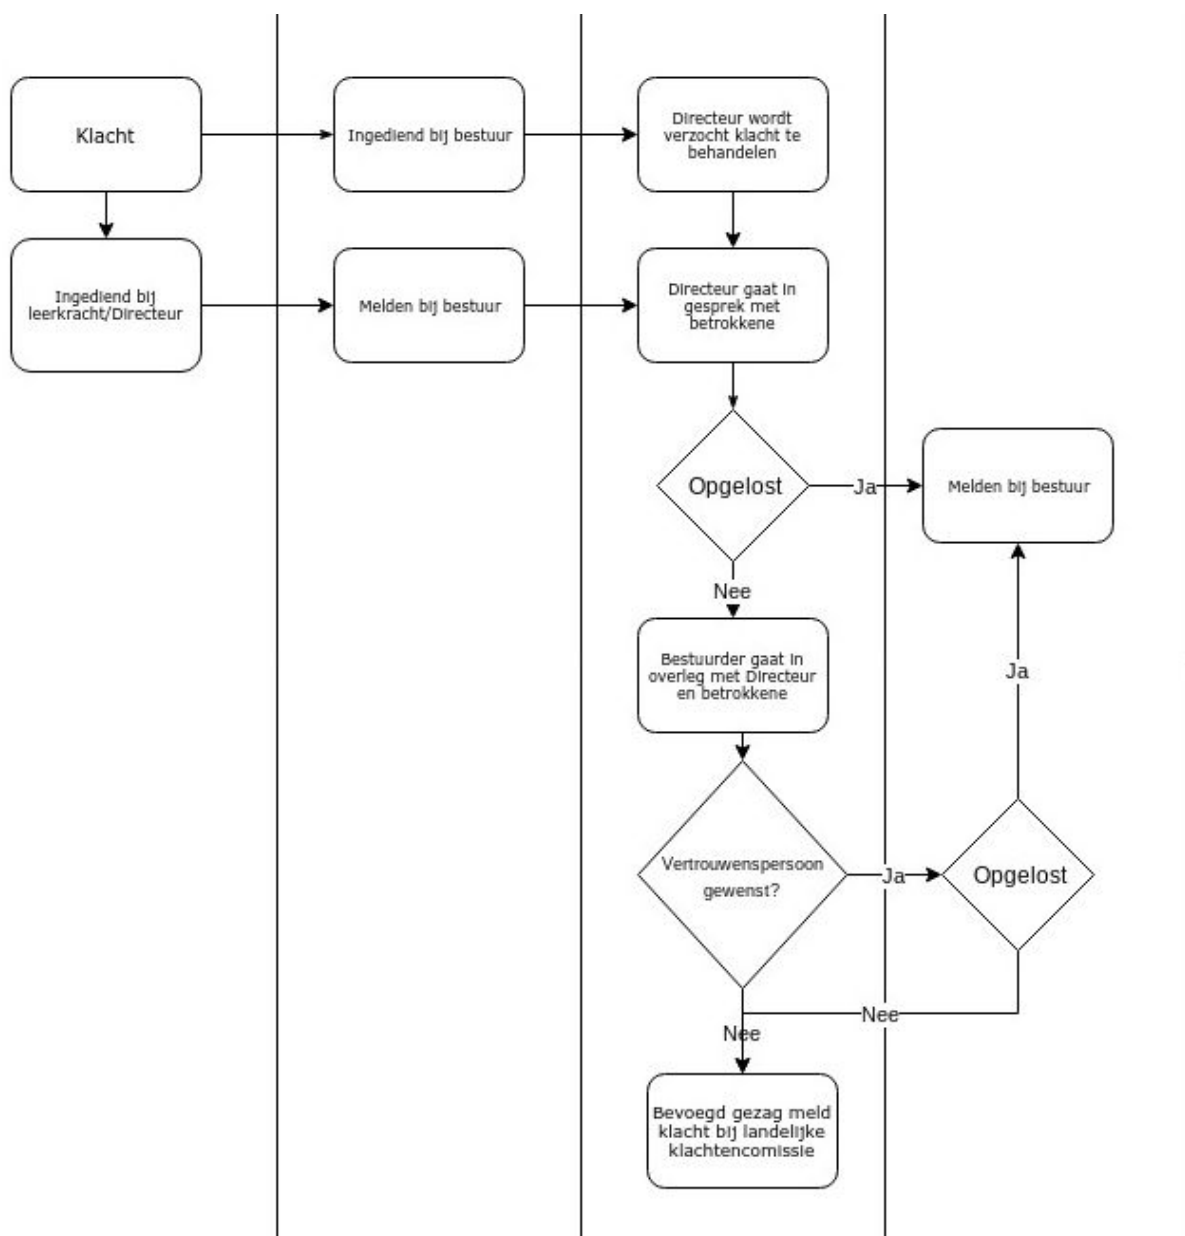 Klacht
Ingediend bij bestuur
Directeur wordt
verzocht klacht te
behandelen
Ingediend bij
leerkracht/Directeur
Melden bij bestuur
Directeur gaat in
gesprek met
betrokkene
Opgelost
Ja
Melden bij bestuur
Nee
Bestuurder gaat in
overleg met Directeur
en betrokkene
Ja
Vertrouwenspersoon
gewenst?
Ja
Opgelost
Nee
Nee
Bevoegd gezag meld
klacht bij landelijke
klachtencomissie